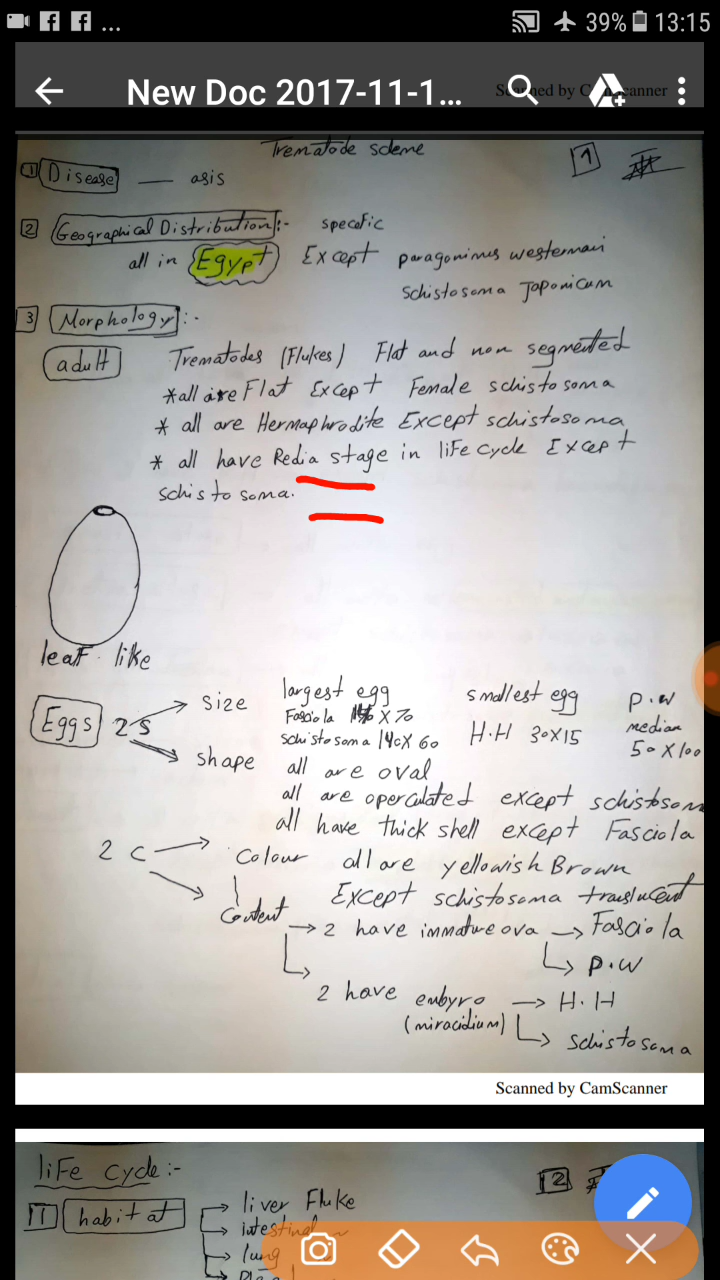 ... 39% 13:15
New Doc 2017-11-1...
Scanned by CamScanner
Trematode scheme
1
1 Disease — asis
2 Geographical Distribution :- specific
all in Egypt Except paragonimus westermani
schistosoma Japonicum
3 Morphology :-
adult Trematodes (Flukes) Flat and non segmented
* all are Flat Except Female schistosoma
* all are Hermaphrodite Except schistosoma
* all have Redia stage in life cycle Except
schistosoma.
leaf like
Eggs 2S size largest egg smallest egg P.W
Fasciola X 70 H.H 30X15 median
schistosoma 140X 60 50 X 100
shape all are oval
all are operculated except schistosom
all have thick shell except Fasciola
2 C Colour all are yellowish Brown
Except schistosoma translucent
Content 2 have immature ova Fasciola
P.W
2 have embyro H.H
(miracidium) schistosoma
Scanned by CamScanner
life cycle :-
2
1 habitat liver Fluke
intestinal
lung